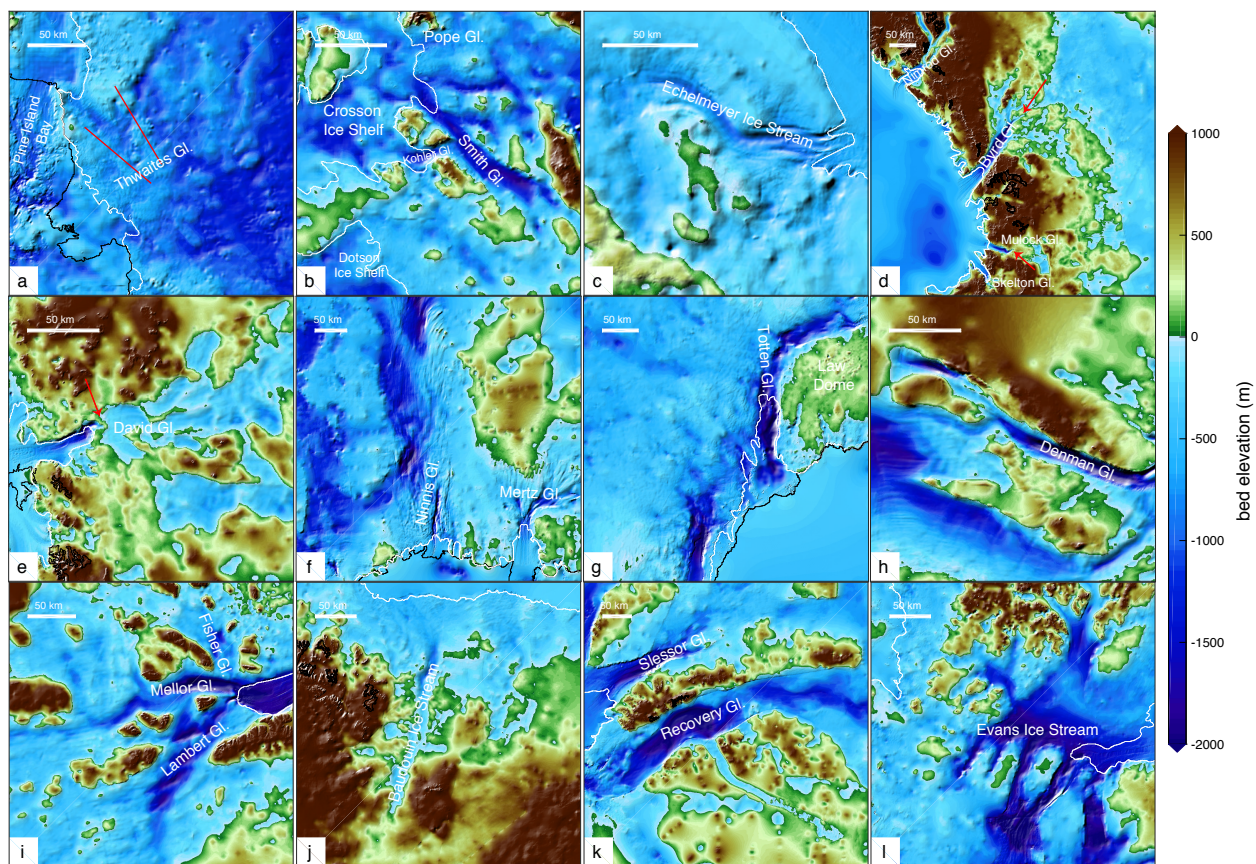 50 km
Pine Island
Bay
Thwaites Gl.
a
50 km
Pope Gl.
Crosson
Ice Shelf
Kohler Gl.
Smith Gl.
Dotson
Ice Shelf
b
50 km
Echelmeyer Ice Stream
c
50 km
Nimrod Gl.
Byrd Gl.
Mulock Gl.
Skelton Gl.
d
50 km
David Gl.
e
50 km
Ninnis Gl.
Mertz Gl.
f
50 km
Totten Gl.
Law
Dome
g
50 km
Denman Gl.
h
50 km
Fisher Gl.
Mellor Gl.
Lambert Gl.
i
50 km
Baudouin Ice Stream
j
50 km
Slessor Gl.
Recovery Gl.
k
50 km
Evans Ice Stream
l
1000
500
0
-500
-1000
-1500
-2000
bed elevation (m)